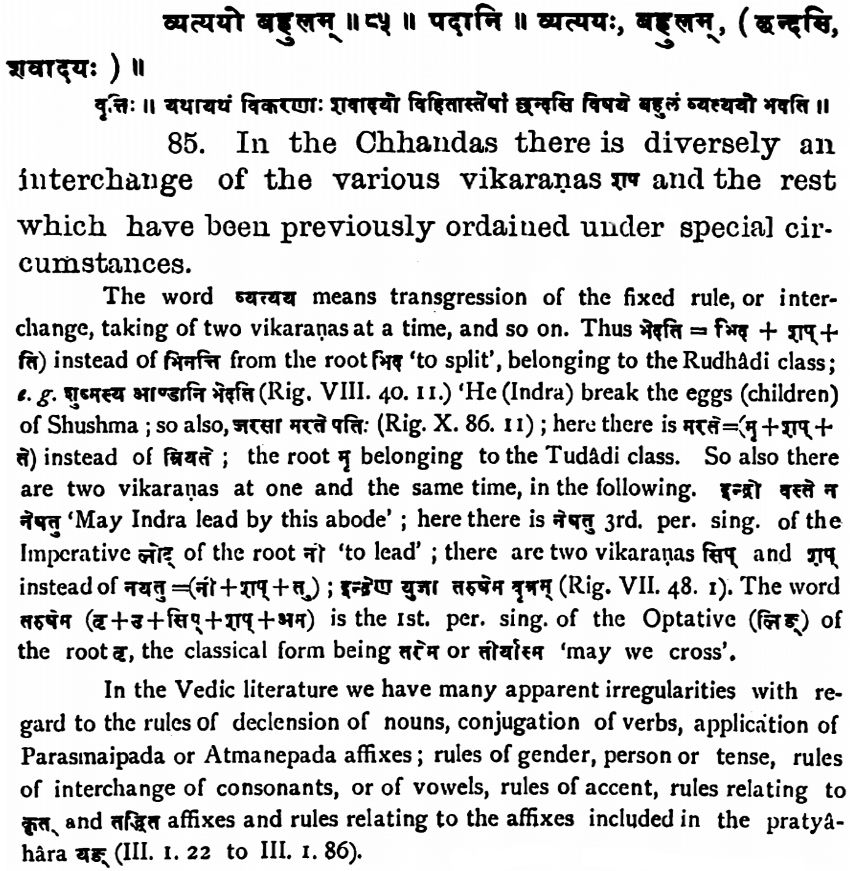 व्यत्ययो बहुलम् ॥ ८५ ॥ पदानि ॥ व्यत्ययः, बहुलम्, ( छन्दसि,
शवादयः ) ॥
वृत्तिः ॥ यथायथं विकरणाः शवादयो विहितास्तेषां छन्दसि विषये बहुलं व्यत्ययो भवति ॥
85. In the Chhandas there is diversely an
interchange of the various vikaraṇas शप and the rest
which have been previously ordained under special cir-
cumstances.
The word व्यत्यय means transgression of the fixed rule, or inter-
change, taking of two vikaraṇas at a time, and so on. Thus भेदति = भिद् + शप् +
ति) instead of भिनत्ति from the root भिद् 'to split', belonging to the Rudhâdi class;
e. g. शुष्मस्य आण्डानि भेदति (Rig. VIII. 40. 11.) 'He (Indra) break the eggs (children)
of Shushma ; so also, जरसा मरते पतिः (Rig. X. 86. 11) ; here there is मरते=(मृ+शप्+
ते) instead of म्रियते ; the root मृ belonging to the Tudâdi class. So also there
are two vikaraṇas at one and the same time, in the following. इन्द्रो वस्ते न
नेषतु 'May Indra lead by this abode' ; here there is नेषतु 3rd. per. sing. of the
Imperative लोट् of the root नी 'to lead' ; there are two vikaraṇas सिप् and शप्
instead of नयतु =(नी+शप्+तु) ; इन्द्रेण युजा तरुषेम वृत्रम् (Rig. VII. 48. 1). The word
तरुषेम (तृ+उ+सिप्+शप्+अम) is the 1st. per. sing. of the Optative (लिङ्) of
the root तृ, the classical form being तरेम or तीर्यास्म 'may we cross'.
In the Vedic literature we have many apparent irregularities with re-
gard to the rules of declension of nouns, conjugation of verbs, application of
Parasmaipada or Atmanepada affixes ; rules of gender, person or tense, rules
of interchange of consonants, or of vowels, rules of accent, rules relating to
कृत् and तद्धित affixes and rules relating to the affixes included in the pratyâ-
hâra यङ् (III. 1. 22 to III. 1. 86).